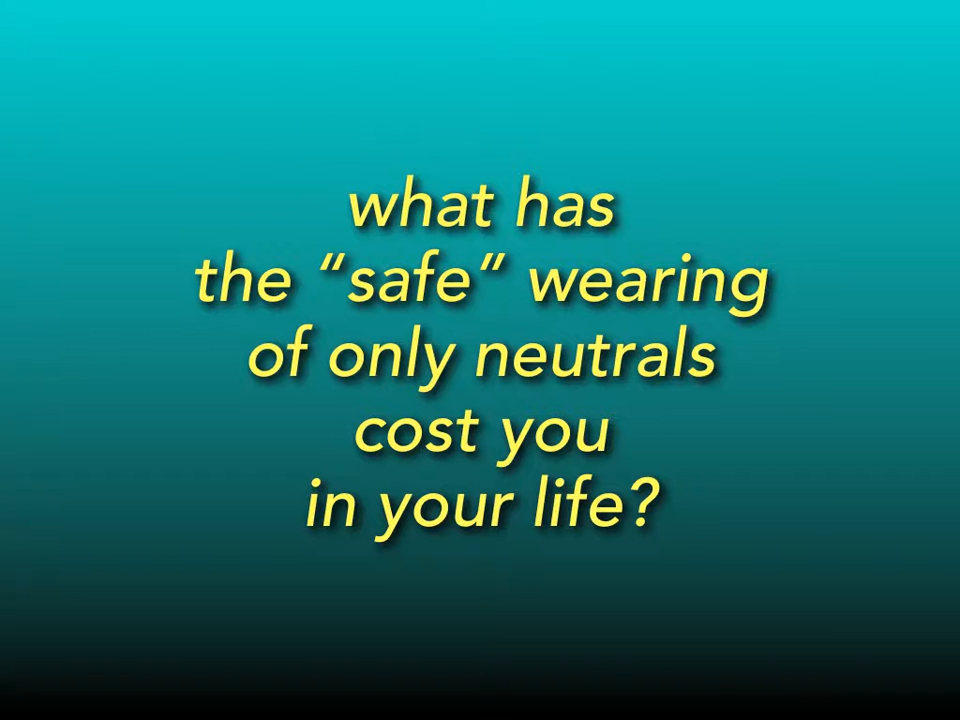 what has
the “safe” wearing
of only neutrals
cost you
in your life?